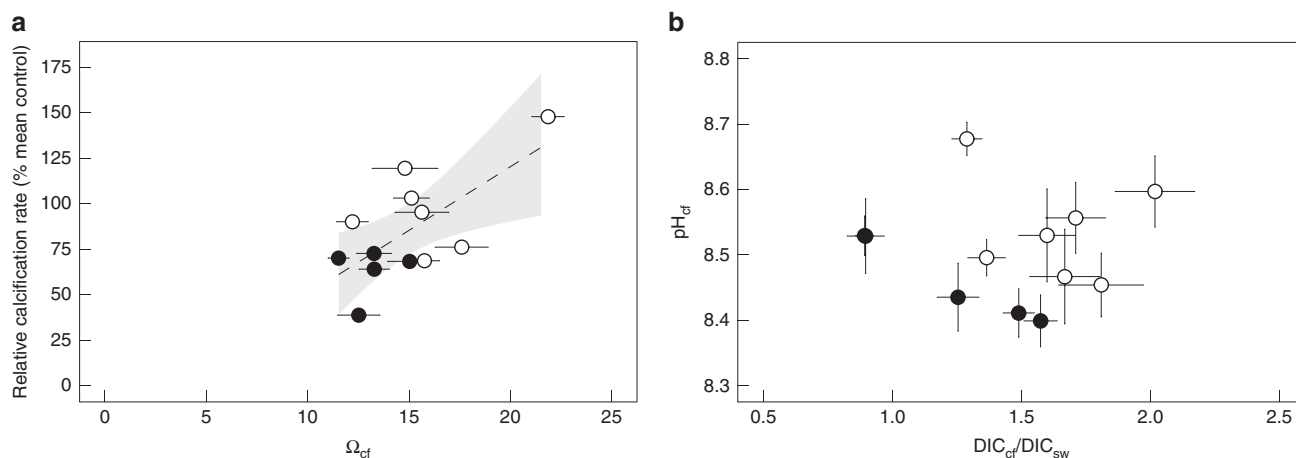 a
Relative calcification rate (% mean control)
175
150
125
100
75
50
25
0
0 5 10 15 20 25
Ωcf
b
pHcf
8.8
8.7
8.6
8.5
8.4
8.3
0.5 1.0 1.5 2.0 2.5
DICcf/DICsw